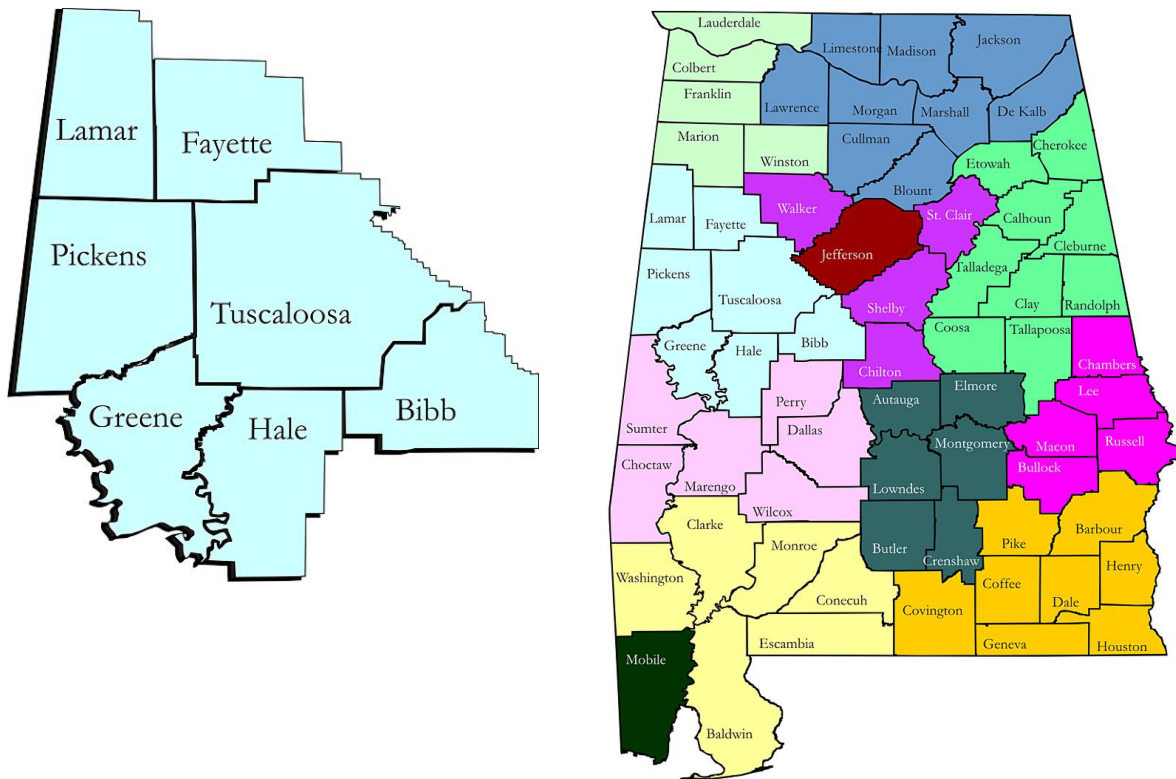 Lamar
Fayette
Pickens
Tuscaloosa
Greene
Hale
Bibb
Lauderdale
Limestone
Madison
Jackson
Colbert
Franklin
Lawrence
Morgan
Marshall
De Kalb
Marion
Winston
Cullman
Blount
Etowah
Cherokee
Lamar
Fayette
Walker
Jefferson
St. Clair
Calhoun
Cleburne
Pickens
Tuscaloosa
Shelby
Talladega
Clay
Randolph
Greene
Hale
Bibb
Chilton
Coosa
Tallapoosa
Chambers
Sumter
Perry
Dallas
Autauga
Elmore
Lee
Choctaw
Marengo
Wilcox
Lowndes
Montgomery
Macon
Russell
Bullock
Clarke
Monroe
Butler
Crenshaw
Pike
Barbour
Washington
Conecuh
Covington
Coffee
Dale
Henry
Escambia
Geneva
Houston
Mobile
Baldwin